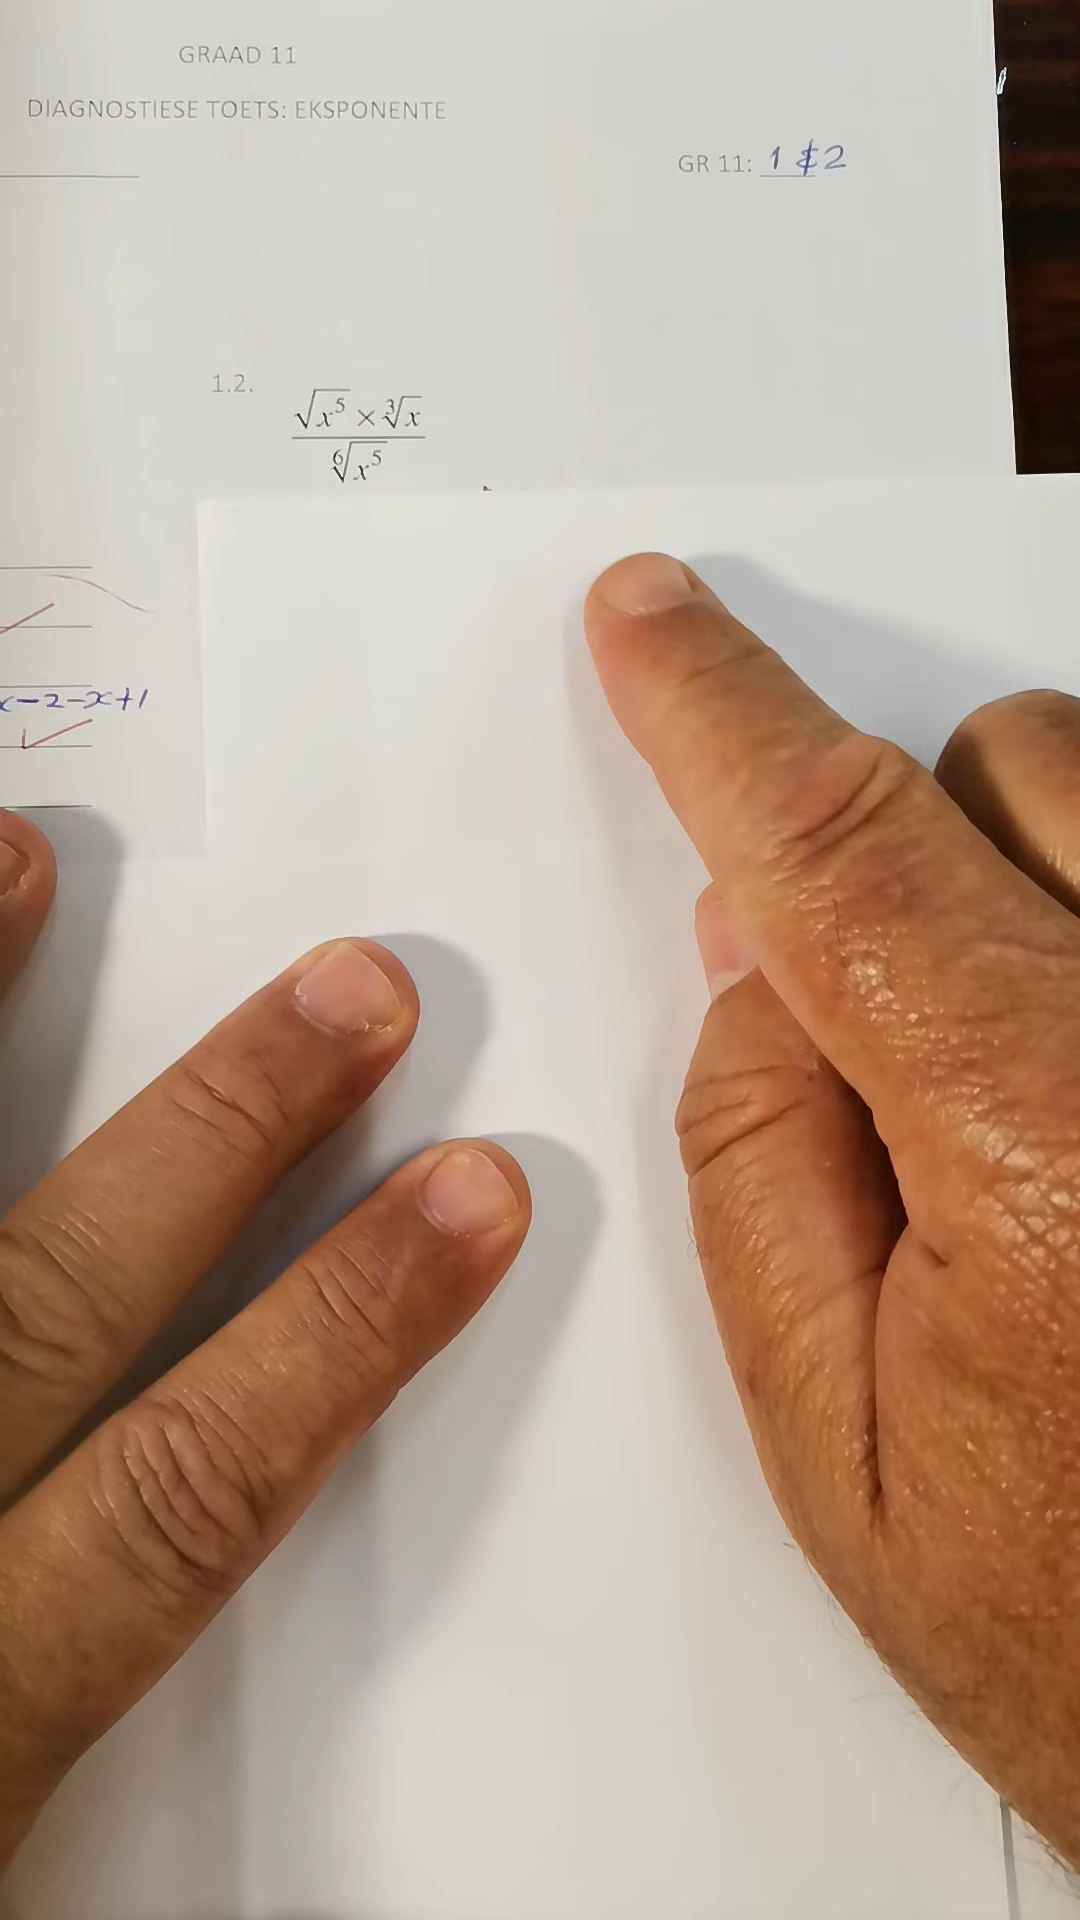 GRAAD 11
DIAGNOSTIESE TOETS: EKSPONENTE
GR 11: 1 & 2
1.2.
√x⁵ × ∛x
⁶√x⁵
x-2-x+1